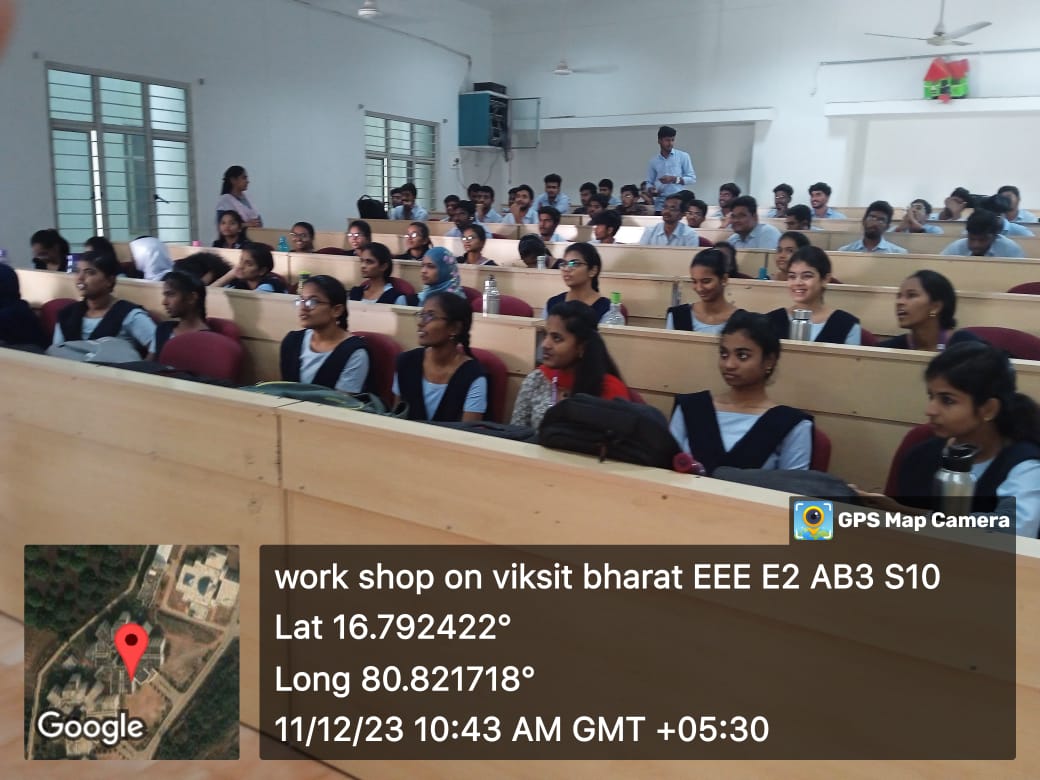 GPS Map Camera
work shop on viksit bharat EEE E2 AB3 S10
Lat 16.792422°
Long 80.821718°
11/12/23 10:43 AM GMT +05:30
Google